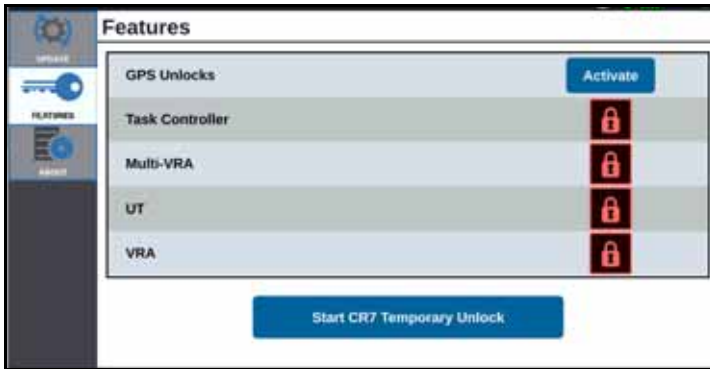 Features
UPDATE
FEATURES
ABOUT
GPS Unlocks
Activate
Task Controller
Multi-VRA
UT
VRA
Start CR7 Temporary Unlock